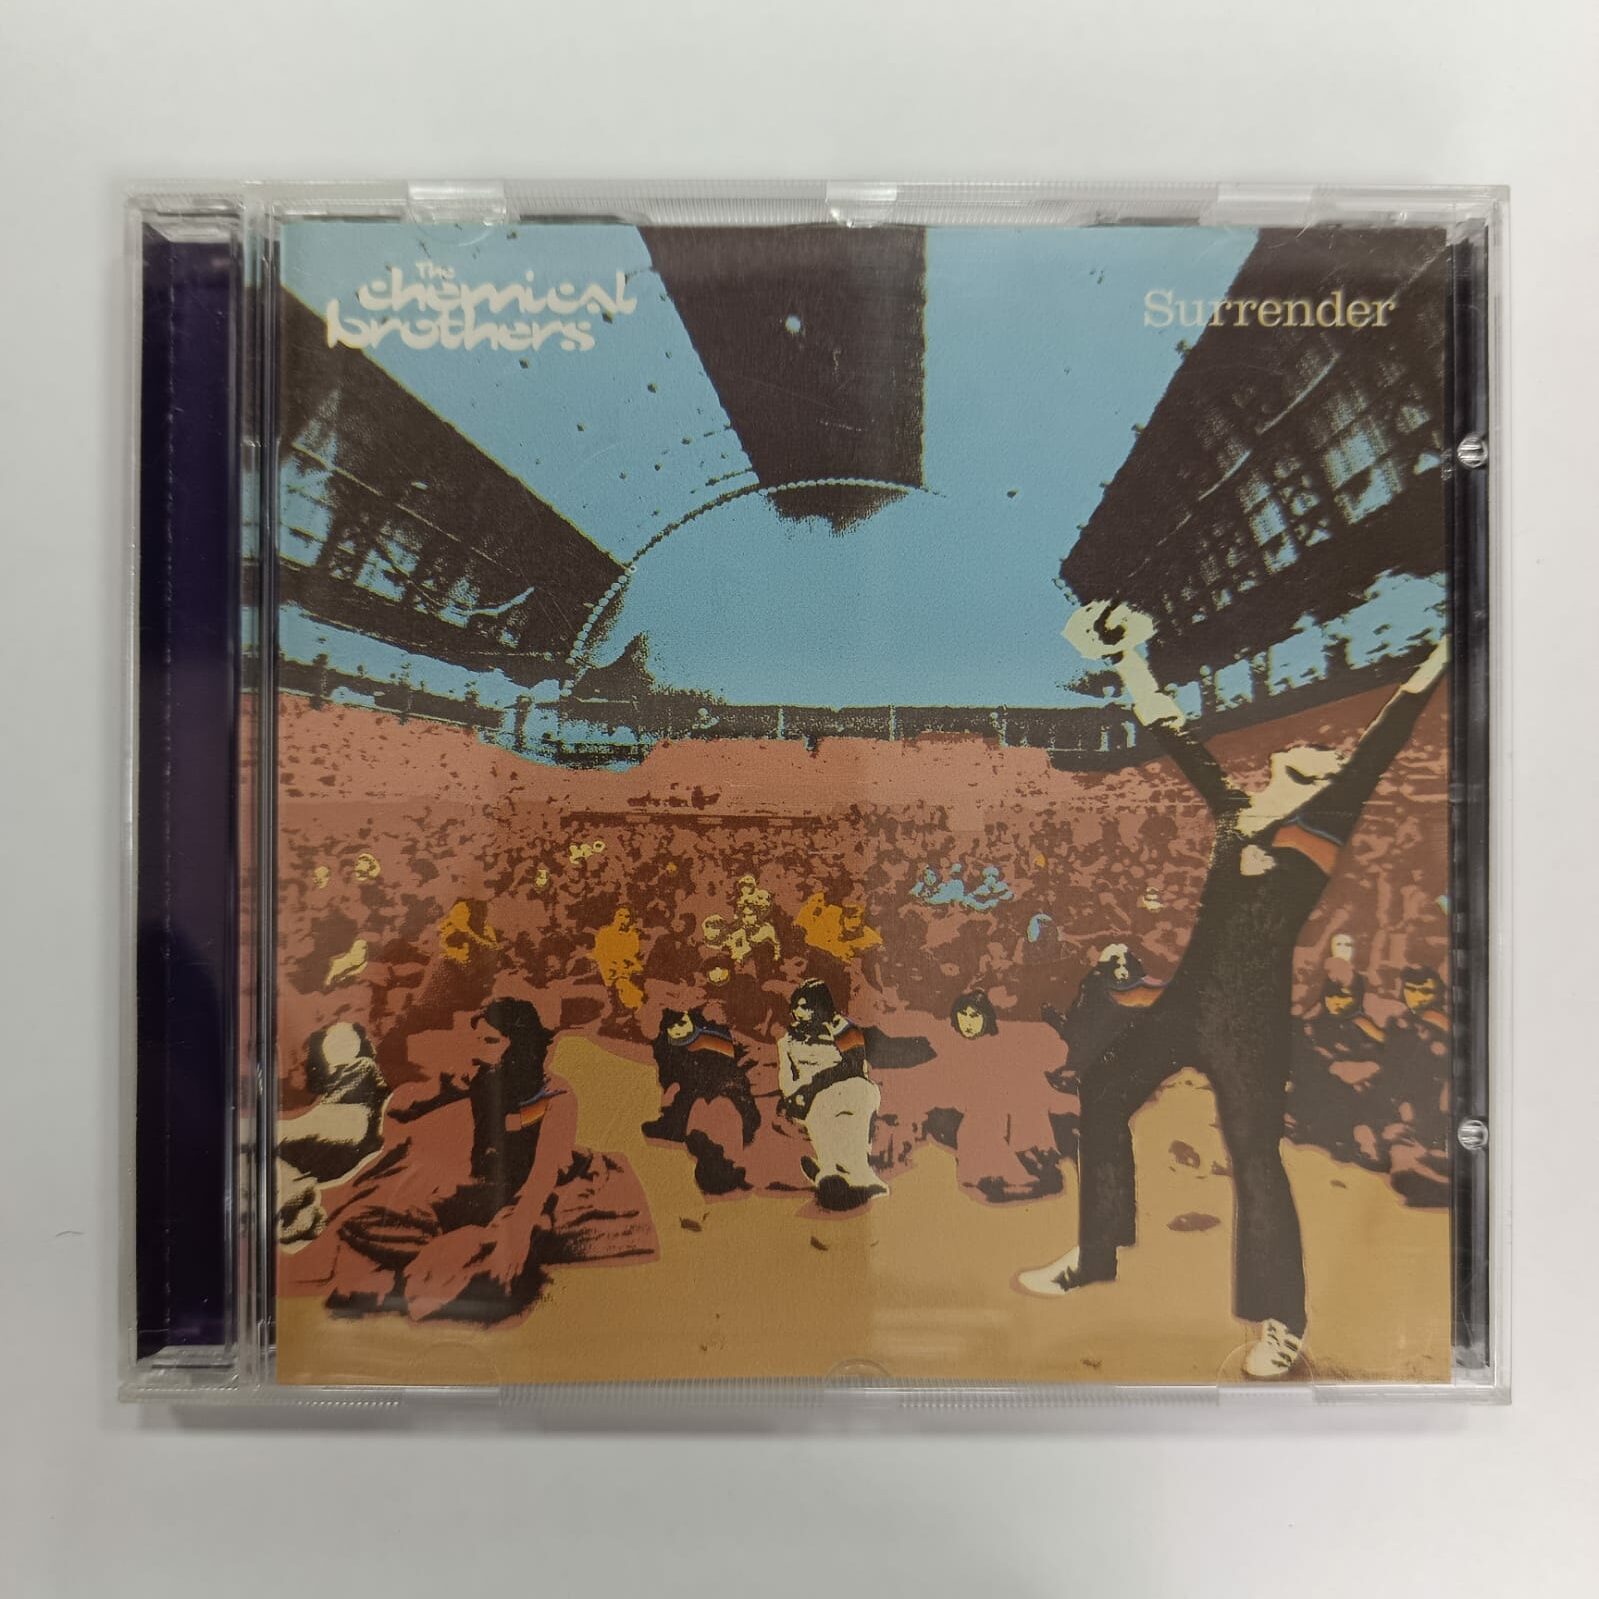 The
chemical
brothers
Surrender